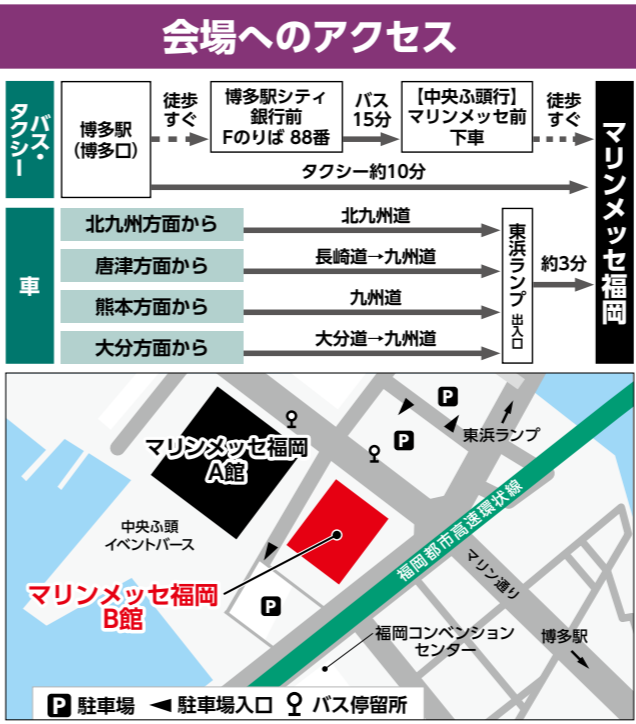 会場へのアクセス
バス・
タクシー
博多駅
(博多口)
徒歩
すぐ
博多駅シティ
銀行前
Fのりば 88番
バス
15分
【中央ふ頭行】
マリンメッセ前
下車
徒歩
すぐ
タクシー約10分
マリンメッセ福岡
車
北九州方面から
北九州道
唐津方面から
長崎道→九州道
熊本方面から
九州道
大分方面から
大分道→九州道
東浜ランプ 出入口
約3分
P
P
東浜ランプ
マリンメッセ福岡
A館
中央ふ頭
イベントバース
福岡都市高速環状線
マリン通り
マリンメッセ福岡
B館
P
福岡コンベンション
センター
博多駅
P 駐車場
駐車場入口
バス停留所